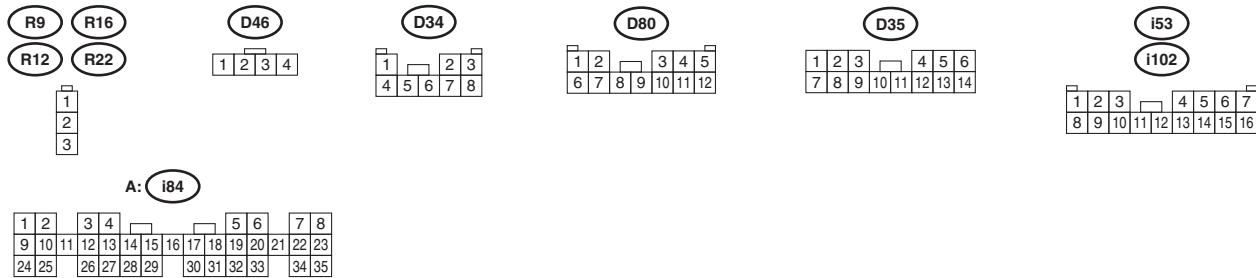 R9 R16 D46 D34 D80 D35 i53
R12 R22 i102
1 2 3 4
1 2 3
4 5 6 7 8
1 2 3 4 5
6 7 8 9 10 11 12
1 2 3 4 5 6
7 8 9 10 11 12 13 14
1 2 3 4 5 6 7
8 9 10 11 12 13 14 15 16
1
2
3
A: i84
1 2 3 4 5 6 7 8
9 10 11 12 13 14 15 16 17 18 19 20 21 22 23
24 25 26 27 28 29 30 31 32 33 34 35